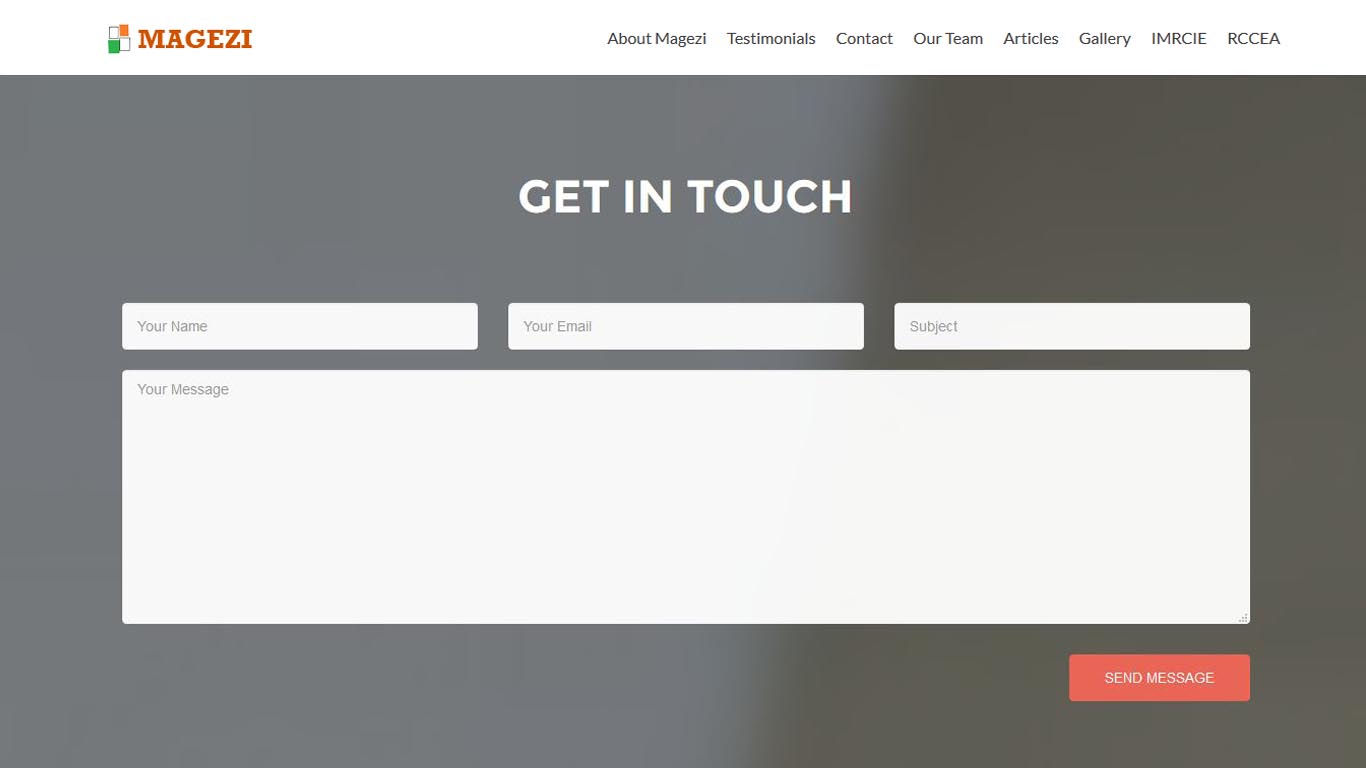 MAGEZI
About Magezi Testimonials Contact Our Team Articles Gallery IMRCIE RCCEA
GET IN TOUCH
Your Name Your Email Subject
Your Message
SEND MESSAGE